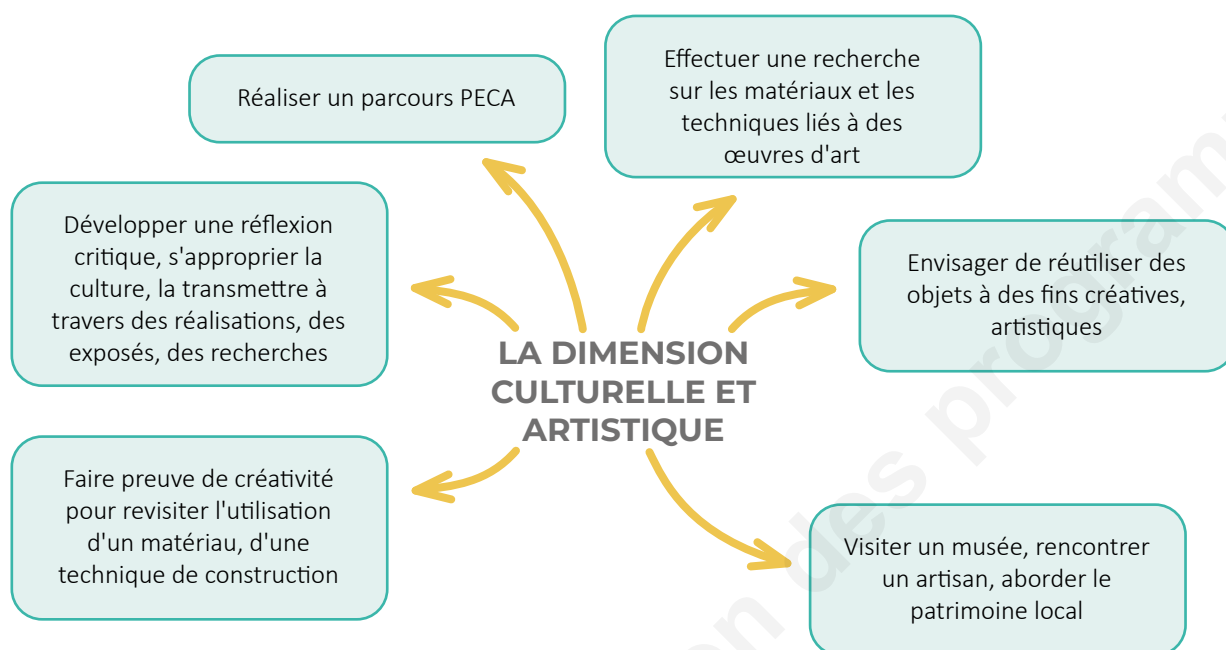 Réaliser un parcours PECA
Effectuer une recherche
sur les matériaux et les
techniques liés à des
œuvres d'art
Développer une réflexion
critique, s'approprier la
culture, la transmettre à
travers des réalisations, des
exposés, des recherches
Envisager de réutiliser des
objets à des fins créatives,
artistiques
LA DIMENSION
CULTURELLE ET
ARTISTIQUE
Faire preuve de créativité
pour revisiter l'utilisation
d'un matériau, d'une
technique de construction
Visiter un musée, rencontrer
un artisan, aborder le
patrimoine local
des program